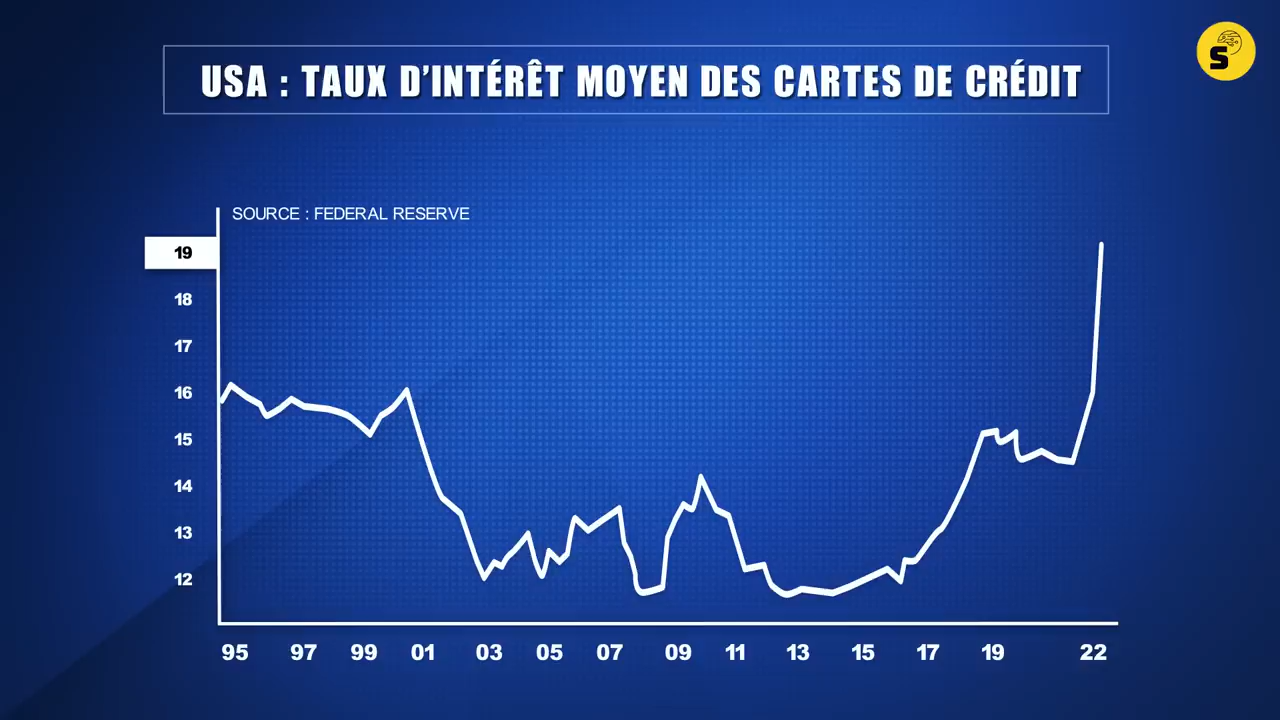 USA : TAUX D’INTÉRÊT MOYEN DES CARTES DE CRÉDIT
S
SOURCE : FEDERAL RESERVE
19
18
17
16
15
14
13
12
95 97 99 01 03 05 07 09 11 13 15 17 19 22